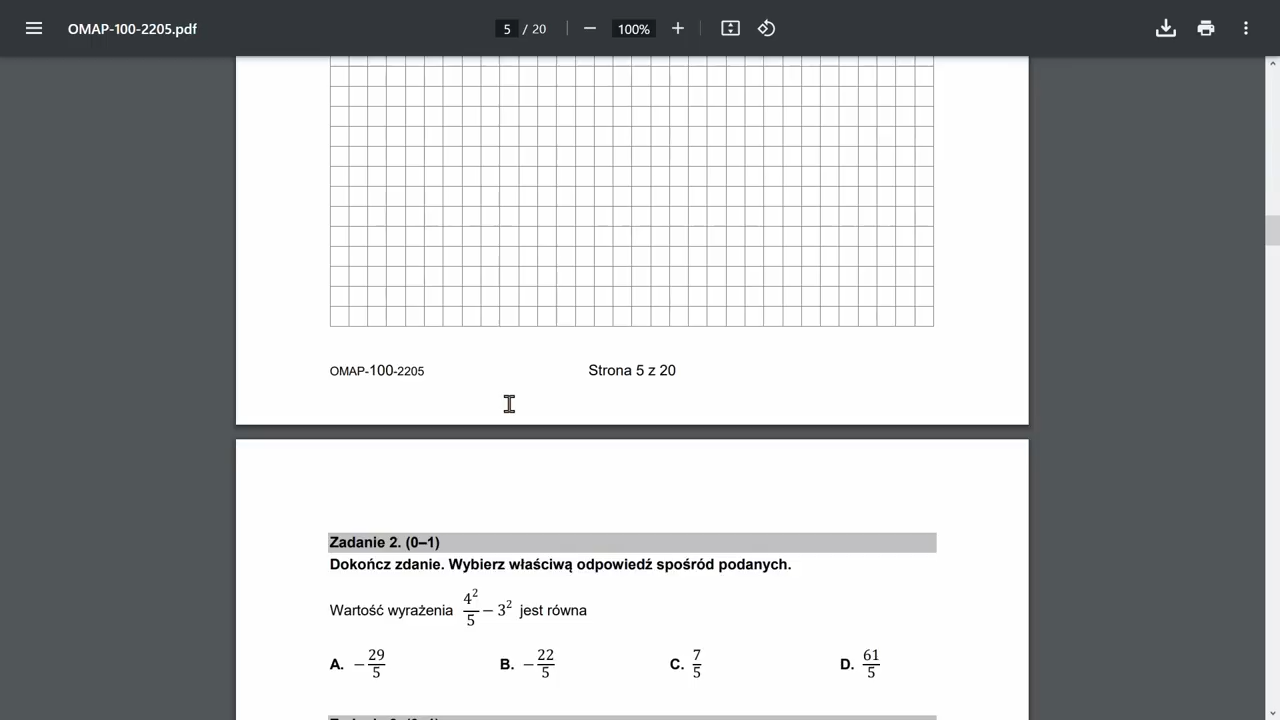 OMAP-100-2205.pdf
5 / 20
100%
OMAP-100-2205 Strona 5 z 20
Zadanie 2. (0–1)
Dokończ zdanie. Wybierz właściwą odpowiedź spośród podanych.
Wartość wyrażenia 4²/5 − 3² jest równa
A. −29/5 B. −22/5 C. 7/5 D. 61/5